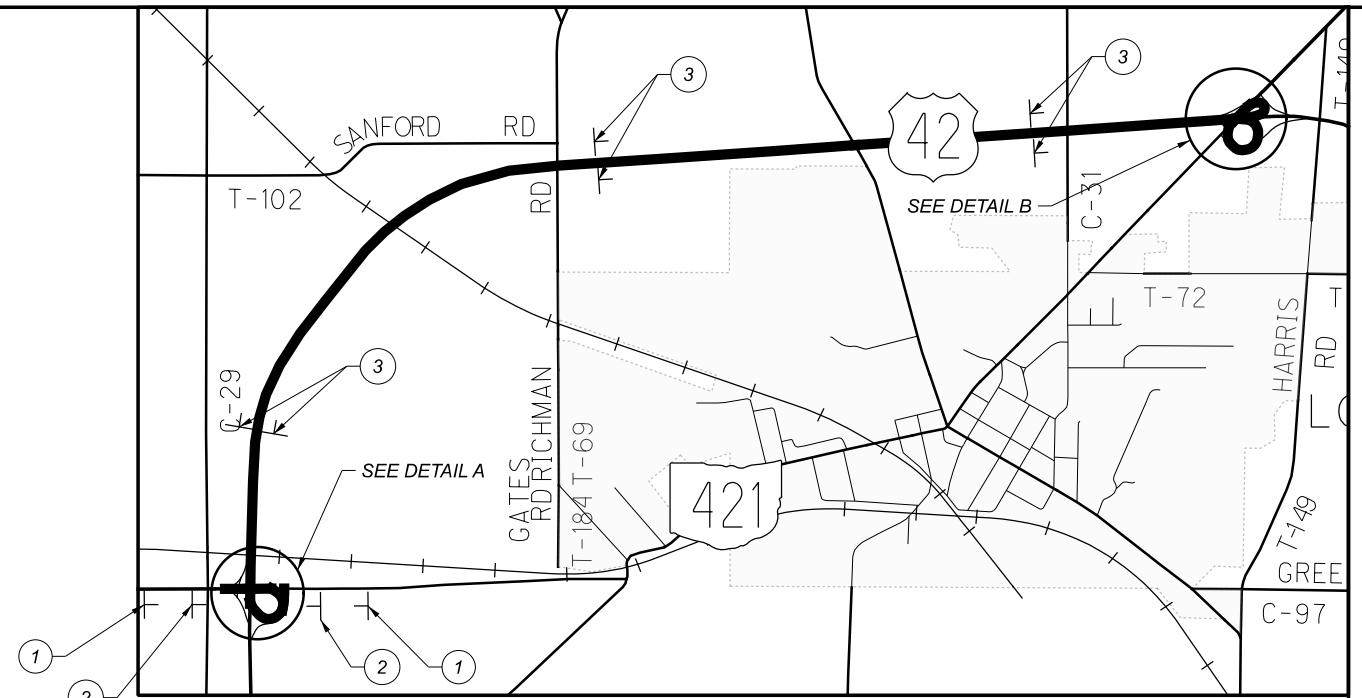 3
3
T-149
SANFORD RD
42
T-102
RD
SEE DETAIL B
C-31
T-72
T
HARRIS
RD
C-29
3
RICHMAN
GATES
RD
SEE DETAIL A
T-184 T-69
421
T-149
GREE
C-97
1
2
2
1